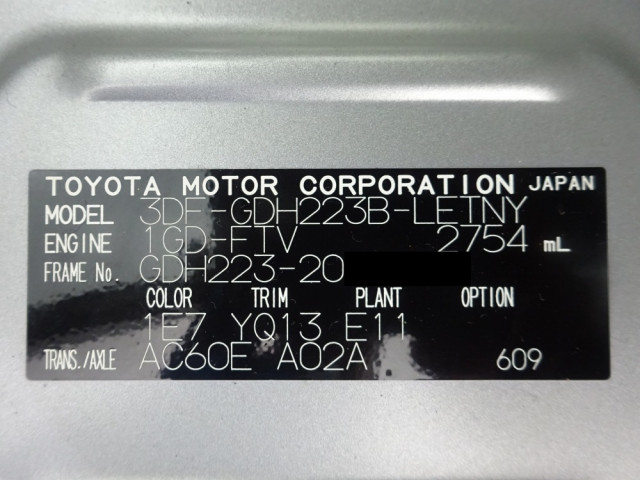 TOYOTA MOTOR CORPORATION JAPAN
MODEL 3DF-GDH223B-LETNY
ENGINE 1GD-FTV 2754 mL
FRAME No. GDH223-20
COLOR TRIM PLANT OPTION
1E7 YQ13 E11
TRANS./AXLE AC60E A02A 609